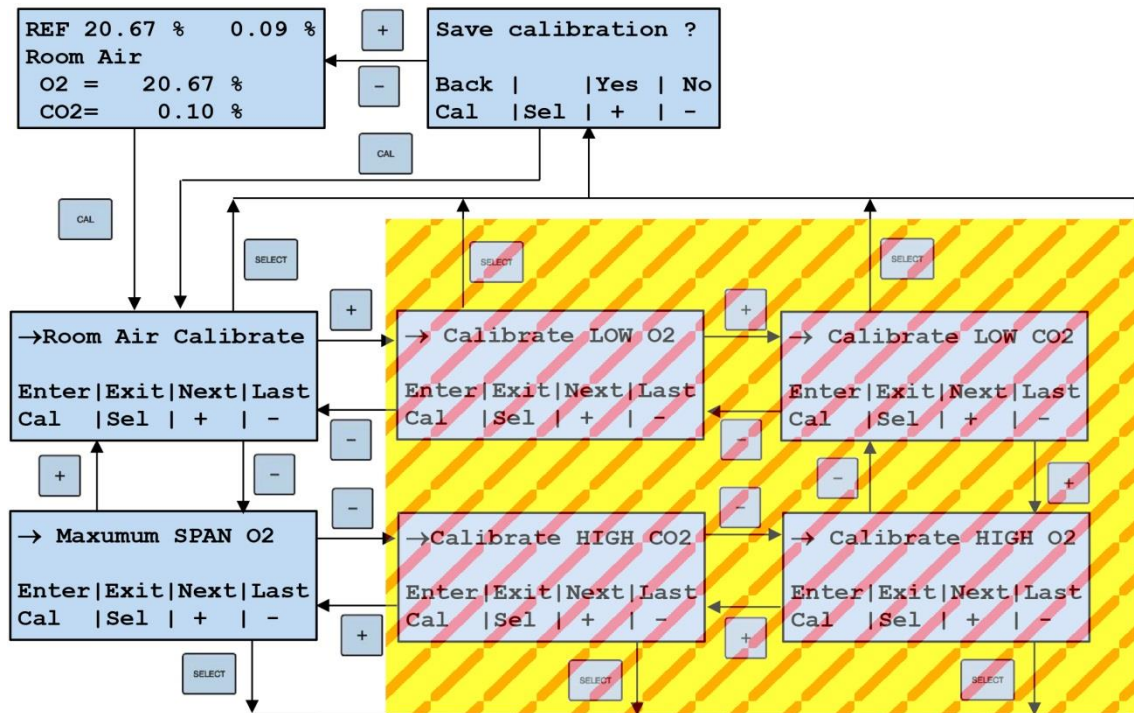 REF 20.67 % 0.09 %
Room Air
O2 = 20.67 %
CO2= 0.10 %
+
-
Save calibration ?
Back | |Yes | No
Cal |Sel | + | -
CAL
CAL
SELECT
SELECT
SELECT
→Room Air Calibrate
Enter|Exit|Next|Last
Cal |Sel | + | -
+
-
→ Calibrate LOW O2
Enter|Exit|Next|Last
Cal |Sel | + | -
+
-
→ Calibrate LOW CO2
Enter|Exit|Next|Last
Cal |Sel | + | -
+
-
-
+
→ Maxumum SPAN O2
Enter|Exit|Next|Last
Cal |Sel | + | -
-
+
→Calibrate HIGH CO2
Enter|Exit|Next|Last
Cal |Sel | + | -
-
+
→ Calibrate HIGH O2
Enter|Exit|Next|Last
Cal |Sel | + | -
SELECT
SELECT
SELECT